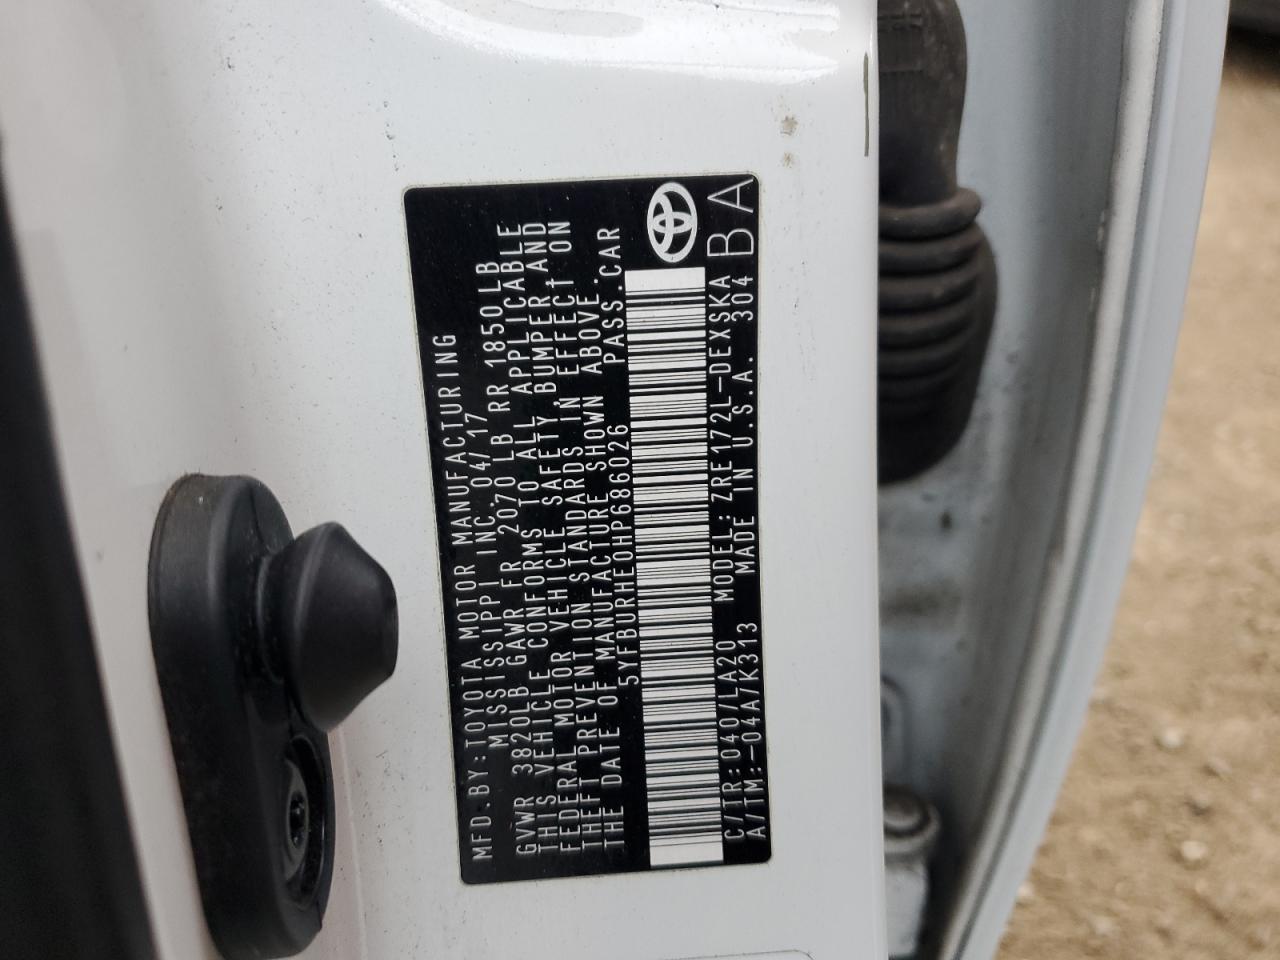 MFD.BY:TOYOTA MOTOR MANUFACTURING
MISSISSIPPI INC.04/17
GVWR 3820LB GAWR FR 2070 LB RR 1850LB
THIS VEHICLE CONFORMS TO ALL APPLICABLE
FEDERAL MOTOR VEHICLE SAFETY,BUMPER AND
THEFT PREVENTION STANDARDS IN EFFECT ON
THE DATE OF MANUFACTURE SHOWN ABOVE.
5YFBURHE0HP686026 PASS.CAR
C/TR:040/LA20 MODEL:ZRE172L-DEXSKA
A/TM:-04A/K313 MADE IN U.S.A. 304
BA